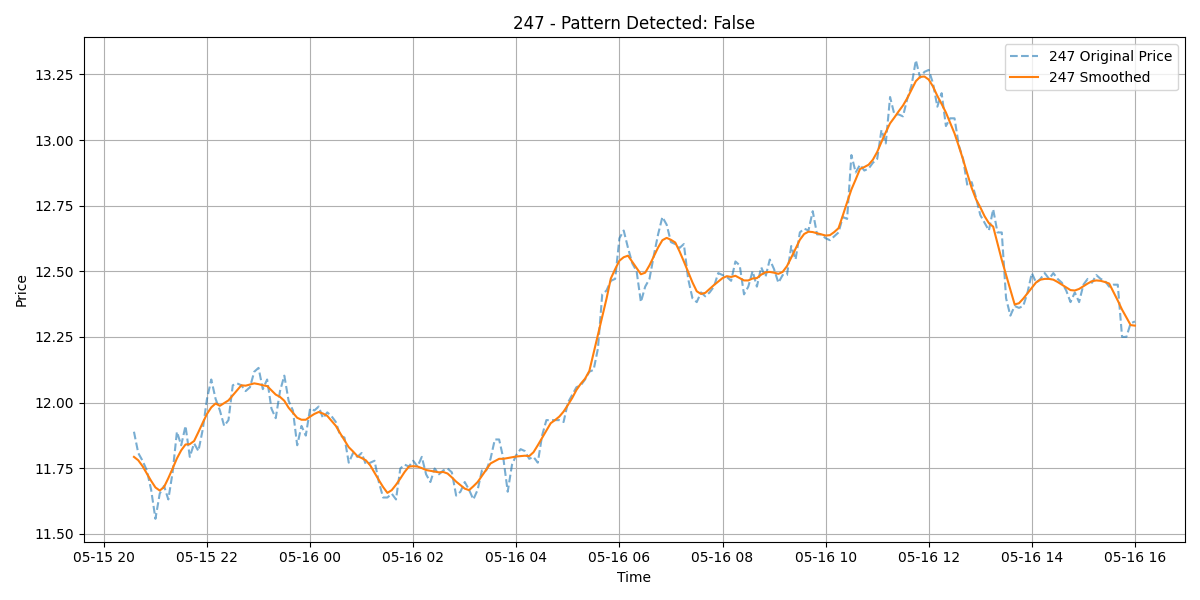 247 - Pattern Detected: False
247 Original Price
247 Smoothed
Price
13.25
13.00
12.75
12.50
12.25
12.00
11.75
11.50
05-15 20 05-15 22 05-16 00 05-16 02 05-16 04 05-16 06 05-16 08 05-16 10 05-16 12 05-16 14 05-16 16
Time